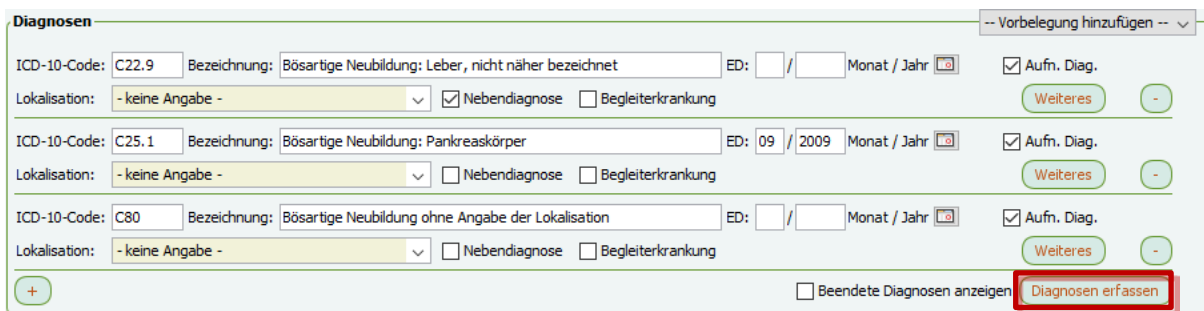 Diagnosen -- Vorbelegung hinzufügen --
ICD-10-Code: C22.9 Bezeichnung: Bösartige Neubildung: Leber, nicht näher bezeichnet ED: / Monat / Jahr Aufn. Diag.
Lokalisation: - keine Angabe - Nebendiagnose Begleiterkrankung Weiteres -
ICD-10-Code: C25.1 Bezeichnung: Bösartige Neubildung: Pankreaskörper ED: 09 / 2009 Monat / Jahr Aufn. Diag.
Lokalisation: - keine Angabe - Nebendiagnose Begleiterkrankung Weiteres -
ICD-10-Code: C80 Bezeichnung: Bösartige Neubildung ohne Angabe der Lokalisation ED: / Monat / Jahr Aufn. Diag.
Lokalisation: - keine Angabe - Nebendiagnose Begleiterkrankung Weiteres -
+ Beendete Diagnosen anzeigen Diagnosen erfassen